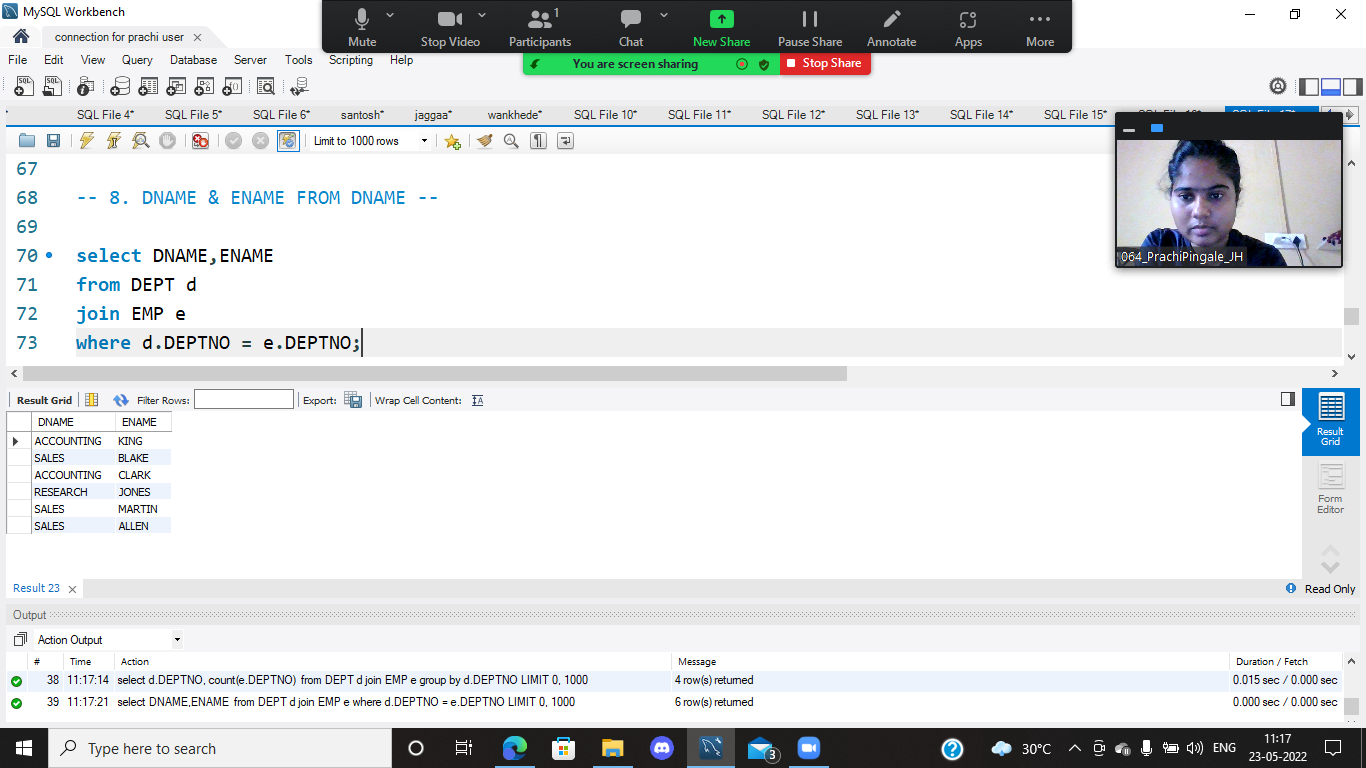 MySQL Workbench
connection for prachi user
Mute
Stop Video
1
Participants
Chat
New Share
Pause Share
Annotate
Apps
More
You are screen sharing
Stop Share
File Edit View Query Database Server Tools Scripting Help
SQL File 4* SQL File 5* SQL File 6* santosh* jaggaa* wankhede* SQL File 10* SQL File 11* SQL File 12* SQL File 13* SQL File 14* SQL File 15*
Limit to 1000 rows
67
68 -- 8. DNAME & ENAME FROM DNAME --
69
70 select DNAME,ENAME
71 from DEPT d
72 join EMP e
73 where d.DEPTNO = e.DEPTNO;
064_PrachiPingale_JH
Result Grid Filter Rows: Export: Wrap Cell Content:
DNAME ENAME
ACCOUNTING KING
SALES BLAKE
ACCOUNTING CLARK
RESEARCH JONES
SALES MARTIN
SALES ALLEN
Result Grid
Form Editor
Result 23
Read Only
Output
Action Output
# Time Action Message Duration / Fetch
38 11:17:14 select d.DEPTNO, count(e.DEPTNO) from DEPT d join EMP e group by d.DEPTNO LIMIT 0, 1000 4 row(s) returned 0.015 sec / 0.000 sec
39 11:17:21 select DNAME,ENAME from DEPT d join EMP e where d.DEPTNO = e.DEPTNO LIMIT 0, 1000 6 row(s) returned 0.000 sec / 0.000 sec
Type here to search
3
30°C
ENG
11:17
23-05-2022